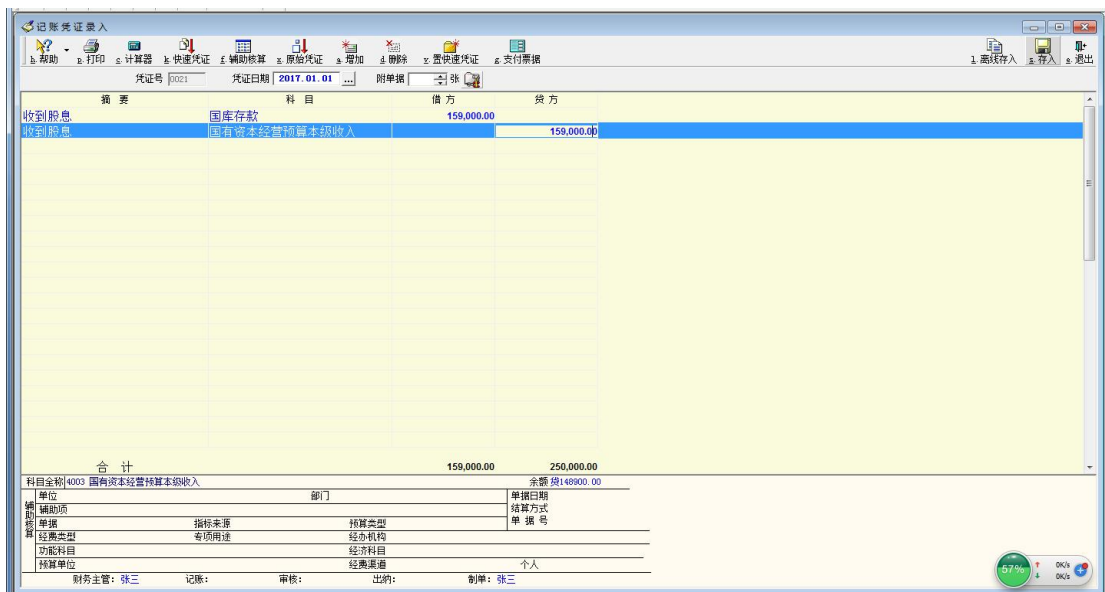 记账凭证录入
h.帮助 p.打印 c.计算器 k.快速凭证 f.辅助核算 x.原始凭证 a.增加 d.删除 z.置快速凭证 g.支付票据 l.离线存入 s.存入 e.退出
凭证号 0021 凭证日期 2017.01.01 ... 附单据 张
摘 要 科 目 借 方 贷 方
收到股息 国库存款 159,000.00
收到股息 国有资本经营预算本级收入 159,000.00
合 计 159,000.00 250,000.00
科目全称 4003 国有资本经营预算本级收入 余额 贷148900.00
辅助核算
单位 部门 单据日期
辅助项 结算方式
单据 指标来源 预算类型 单 据 号
经费类型 专项用途 经办机构
功能科目 经济科目
预算单位 经费渠道 个人
财务主管: 张三 记账: 审核: 出纳: 制单: 张三
57% 0K/s
0K/s